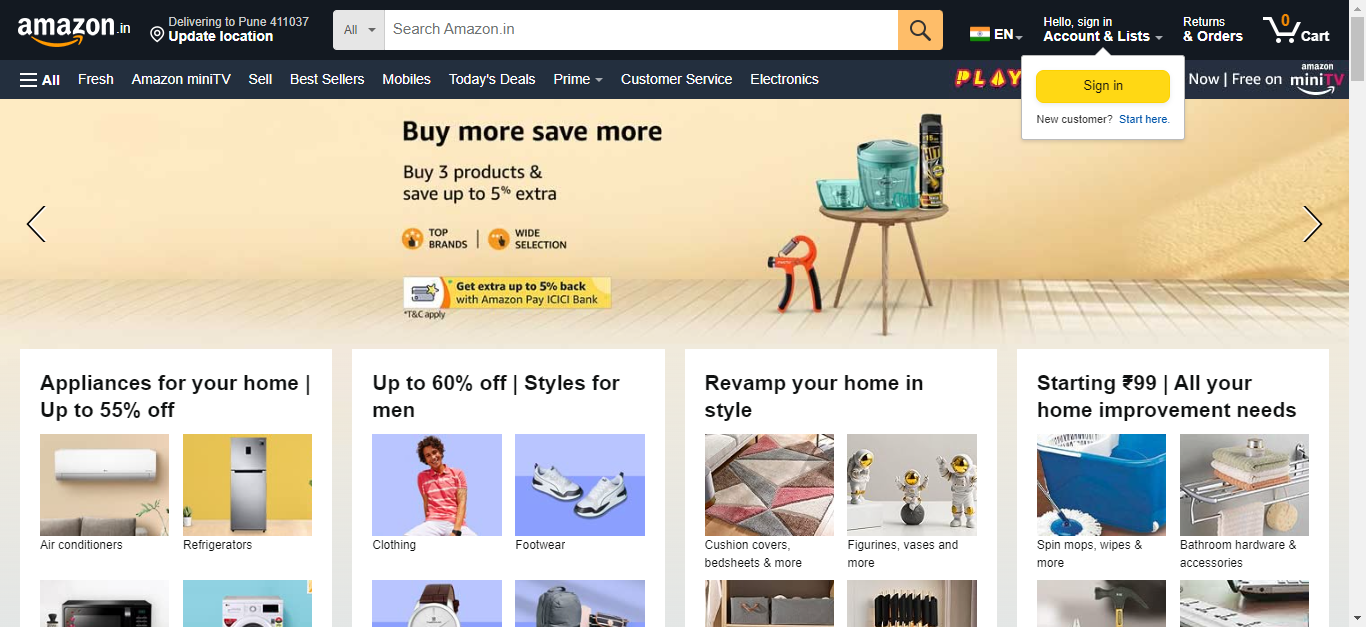 amazon.in
Delivering to Pune 411037
Update location
All
Search Amazon.in
EN
Hello, sign in
Account & Lists
Returns
& Orders
0
Cart
All
Fresh
Amazon miniTV
Sell
Best Sellers
Mobiles
Today's Deals
Prime
Customer Service
Electronics
PLAY
Now | Free on
amazon
miniTV
Sign in
New customer? Start here.
Buy more save more
Buy 3 products &
save up to 5% extra
TOP
BRANDS
WIDE
SELECTION
Get extra up to 5% back
with Amazon Pay ICICI Bank
*T&C apply
HIT
Appliances for your home |
Up to 55% off
Air conditioners
Refrigerators
Up to 60% off | Styles for
men
Clothing
Footwear
Revamp your home in
style
Cushion covers,
bedsheets & more
Figurines, vases and
more
Starting ₹99 | All your
home improvement needs
Spin mops, wipes &
more
Bathroom hardware &
accessories